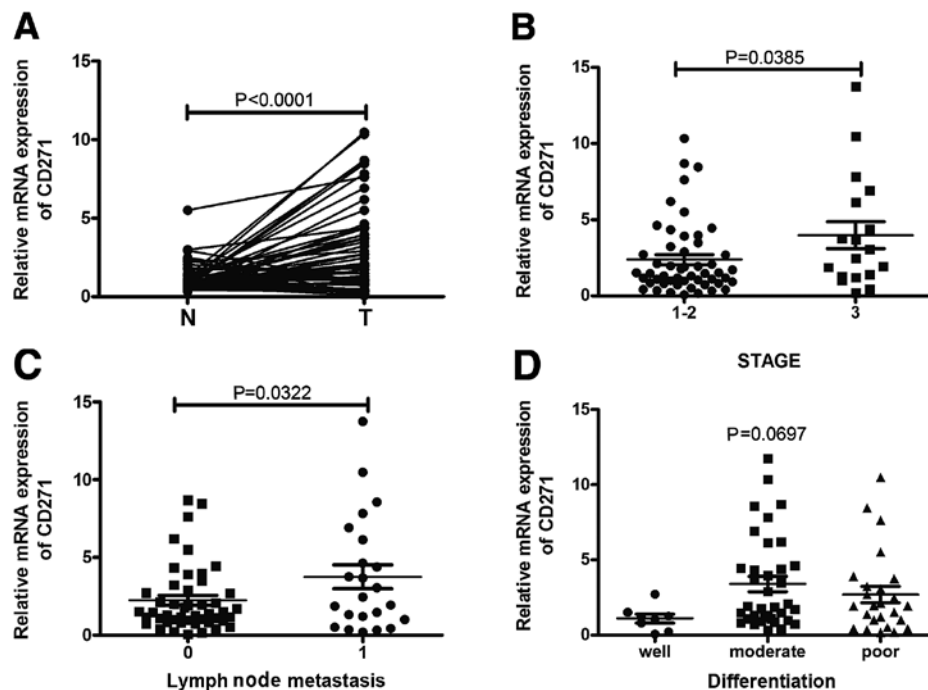 A
Relative mRNA expression
of CD271
15
10
5
0
P<0.0001
N
T
B
Relative mRNA expression
of CD271
15
10
5
0
P=0.0385
1-2
3
STAGE
C
Relative mRNA expression
of CD271
15
10
5
0
P=0.0322
0
1
Lymph node metastasis
D
Relative mRNA expression
of CD271
15
10
5
0
P=0.0697
well
moderate
poor
Differentiation